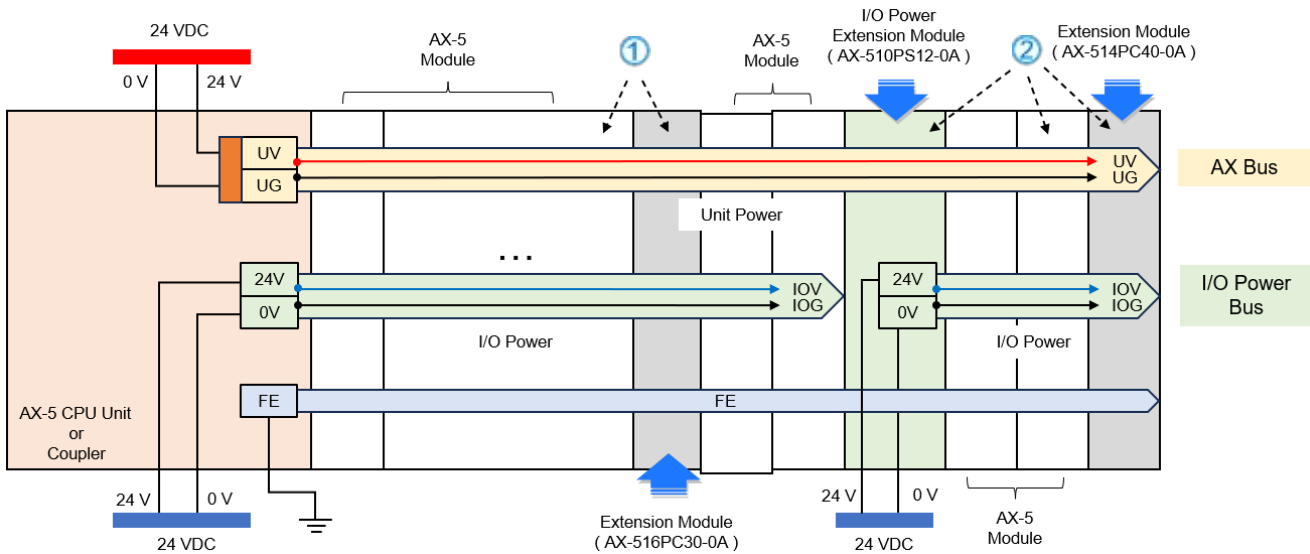 24 VDC
0 V
24 V
AX-5
Module
①
AX-5
Module
I/O Power
Extension Module
( AX-510PS12-0A )
②
Extension Module
( AX-514PC40-0A )
UV
UG
UV
UG
AX Bus
Unit Power
...
24V
0V
IOV
IOG
24V
0V
IOV
IOG
I/O Power
Bus
I/O Power
I/O Power
FE
FE
AX-5 CPU Unit
or
Coupler
24 V
0 V
24 VDC
Extension Module
( AX-516PC30-0A )
24 V
0 V
24 VDC
AX-5
Module